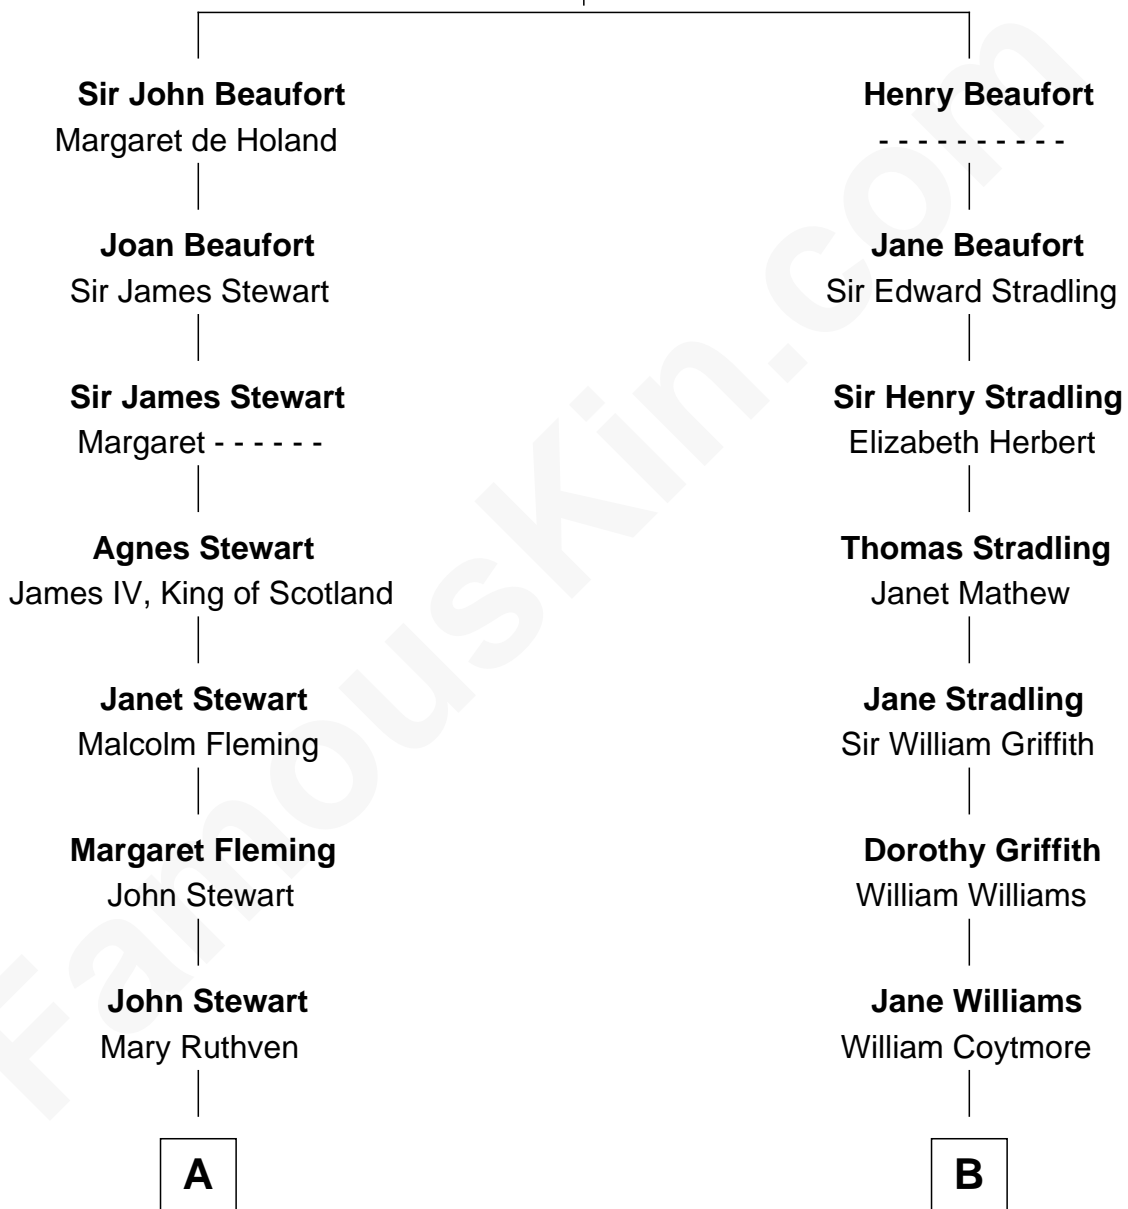 Sir John Beaufort
Margaret de Holand
Joan Beaufort
Sir James Stewart
Sir James Stewart
Margaret - - - - - -
Agnes Stewart
James IV, King of Scotland
Janet Stewart
Malcolm Fleming
Margaret Fleming
John Stewart
John Stewart
Mary Ruthven
A
Henry Beaufort
- - - - - - - - - -
Jane Beaufort
Sir Edward Stradling
Sir Henry Stradling
Elizabeth Herbert
Thomas Stradling
Janet Mathew
Jane Stradling
Sir William Griffith
Dorothy Griffith
William Williams
Jane Williams
William Coytmore
B
FamousKin.com